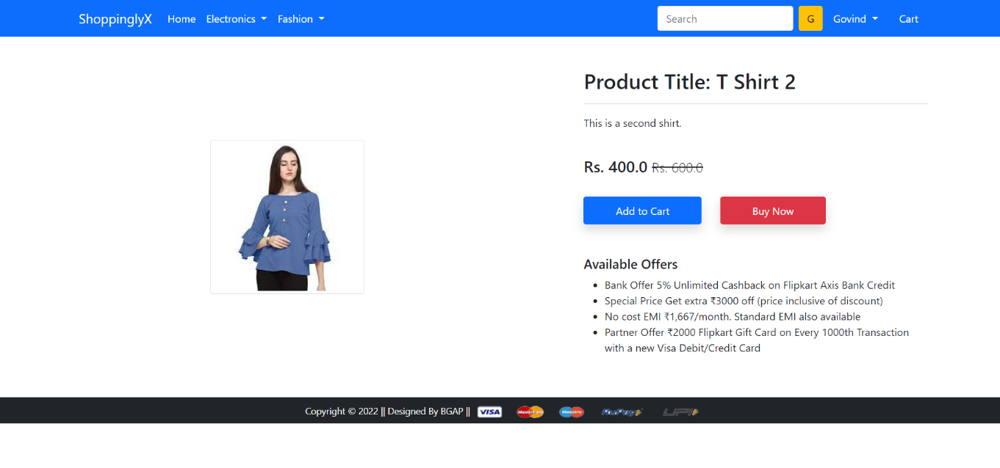 ShoppinglyX Home Electronics Fashion Search G Govind Cart
Product Title: T Shirt 2
This is a second shirt.
Rs. 400.0 Rs. 600.0
Add to Cart Buy Now
Available Offers
Bank Offer 5% Unlimited Cashback on Flipkart Axis Bank Credit
Special Price Get extra ₹3000 off (price inclusive of discount)
No cost EMI ₹1,667/month. Standard EMI also available
Partner Offer ₹2000 Flipkart Gift Card on Every 1000th Transaction
with a new Visa Debit/Credit Card
Copyright © 2022 || Designed By BGAP || VISA MasterCard Maestro RuPay UPI